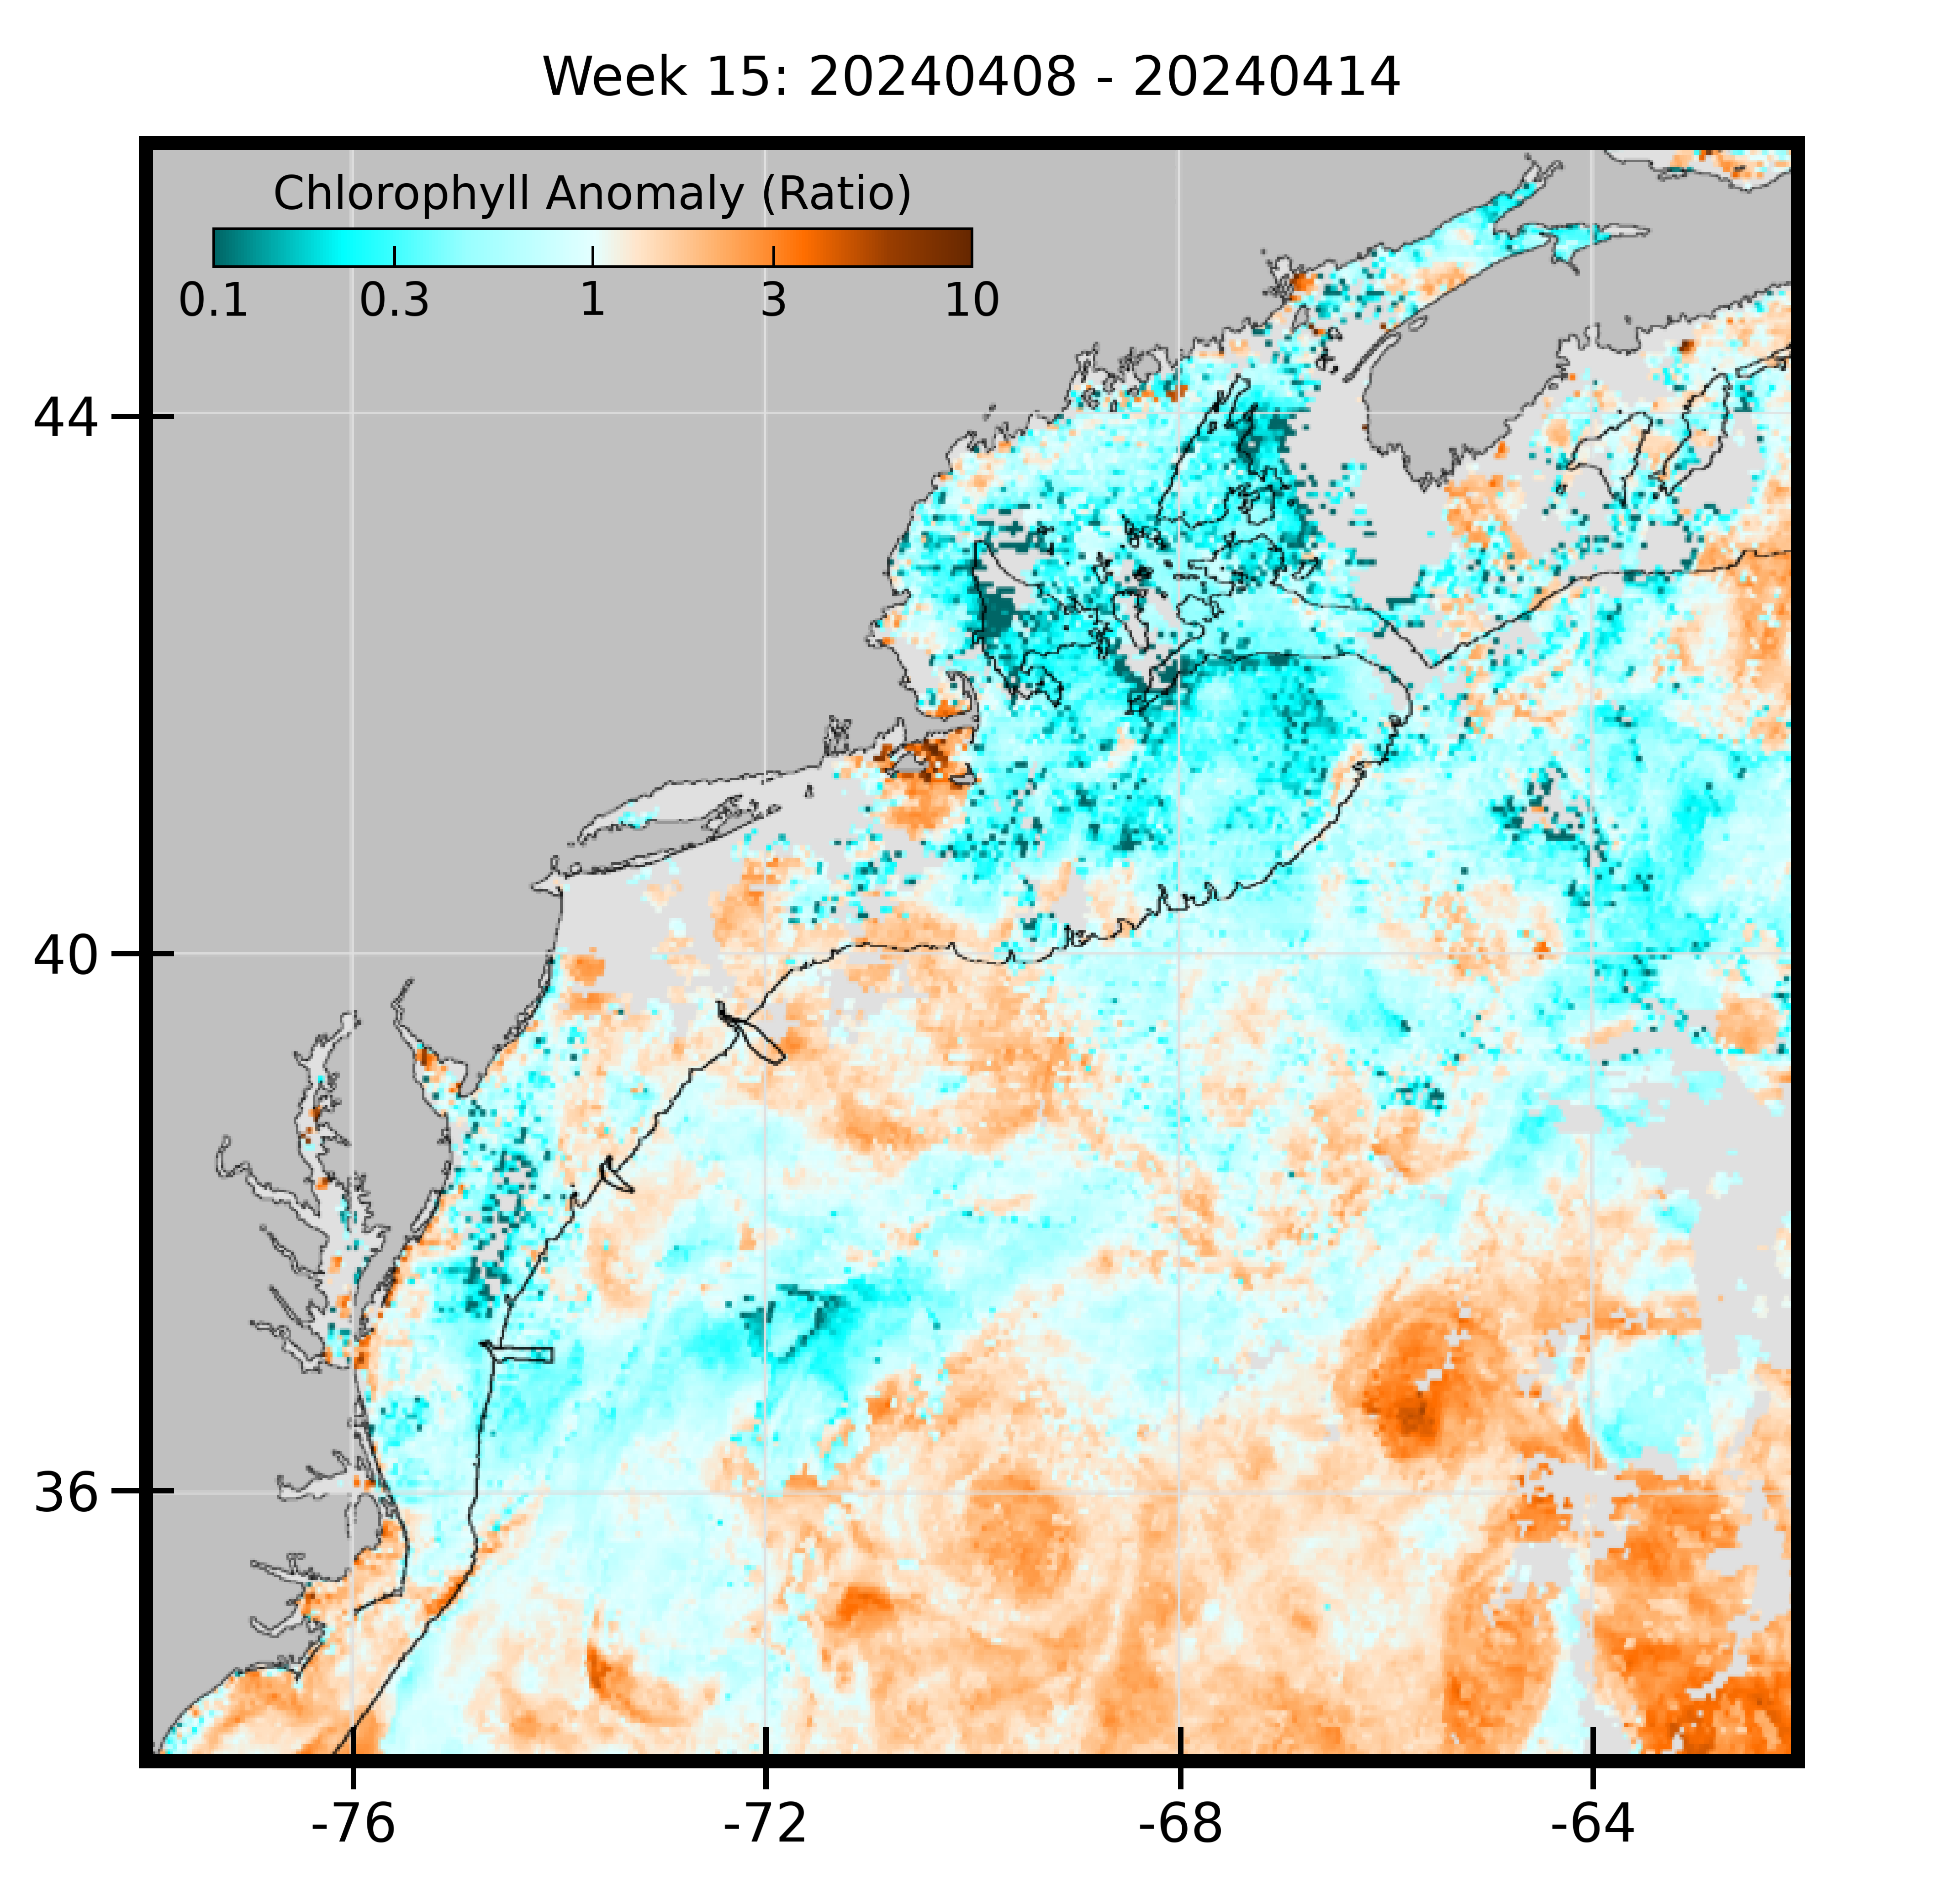 Week 15: 20240408 - 20240414
Chlorophyll Anomaly (Ratio)
0.1 0.3 1 3 10
44
40
36
-76 -72 -68 -64